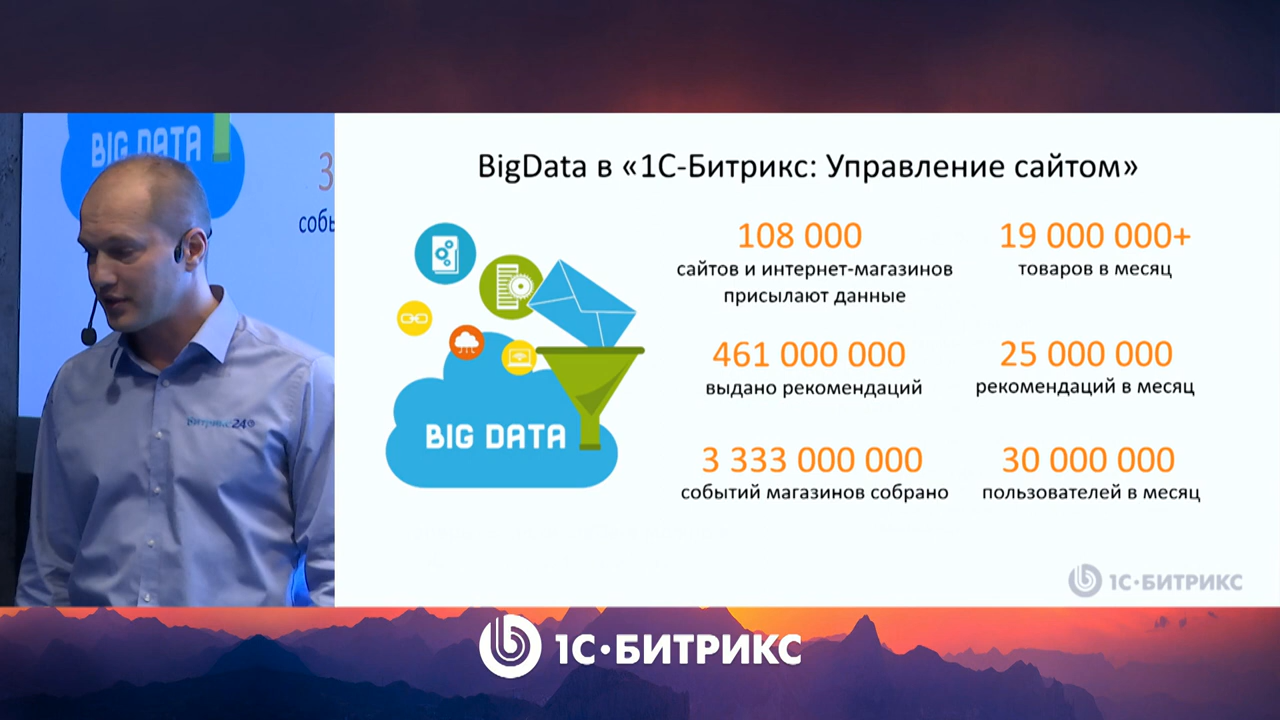 BIG DATA
3
собы
Битрикс24
BigData в «1С-Битрикс: Управление сайтом»
108 000
сайтов и интернет-магазинов
присылают данные
19 000 000+
товаров в месяц
461 000 000
выдано рекомендаций
25 000 000
рекомендаций в месяц
3 333 000 000
событий магазинов собрано
30 000 000
пользователей в месяц
BIG DATA
1С·БИТРИКС
1С·БИТРИКС